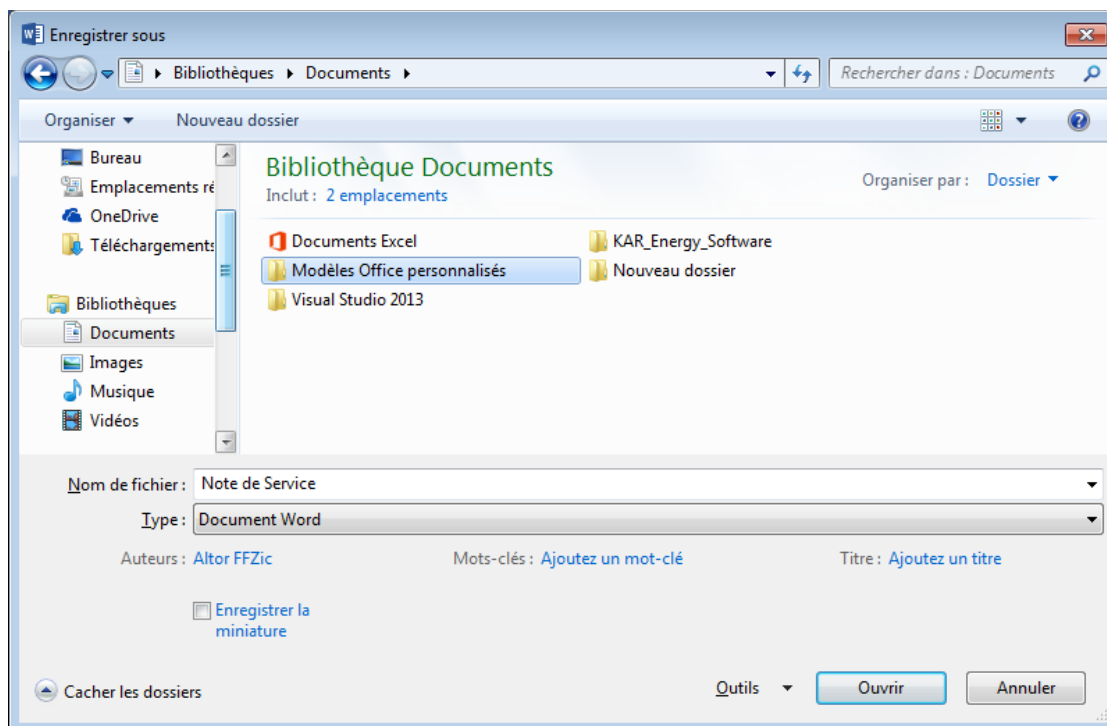 Enregistrer sous
Bibliothèques Documents
Rechercher dans : Documents
Organiser Nouveau dossier
Bureau
Emplacements ré
OneDrive
Téléchargements
Bibliothèques
Documents
Images
Musique
Vidéos
Bibliothèque Documents
Inclut : 2 emplacements
Organiser par : Dossier
Documents Excel
KAR_Energy_Software
Modèles Office personnalisés
Nouveau dossier
Visual Studio 2013
Nom de fichier : Note de Service
Type : Document Word
Auteurs : Altor FFZic Mots-clés : Ajoutez un mot-clé Titre : Ajoutez un titre
Enregistrer la
miniature
Cacher les dossiers Outils Ouvrir Annuler